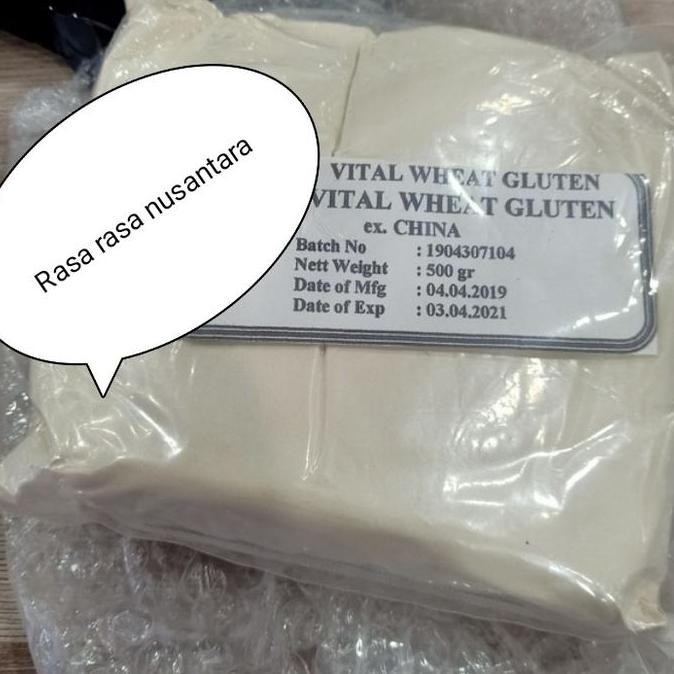 Rasa rasa nusantara
VITAL WHEAT GLUTEN
VITAL WHEAT GLUTEN
ex. CHINA
Batch No : 1904307104
Nett Weight : 500 gr
Date of Mfg : 04.04.2019
Date of Exp : 03.04.2021